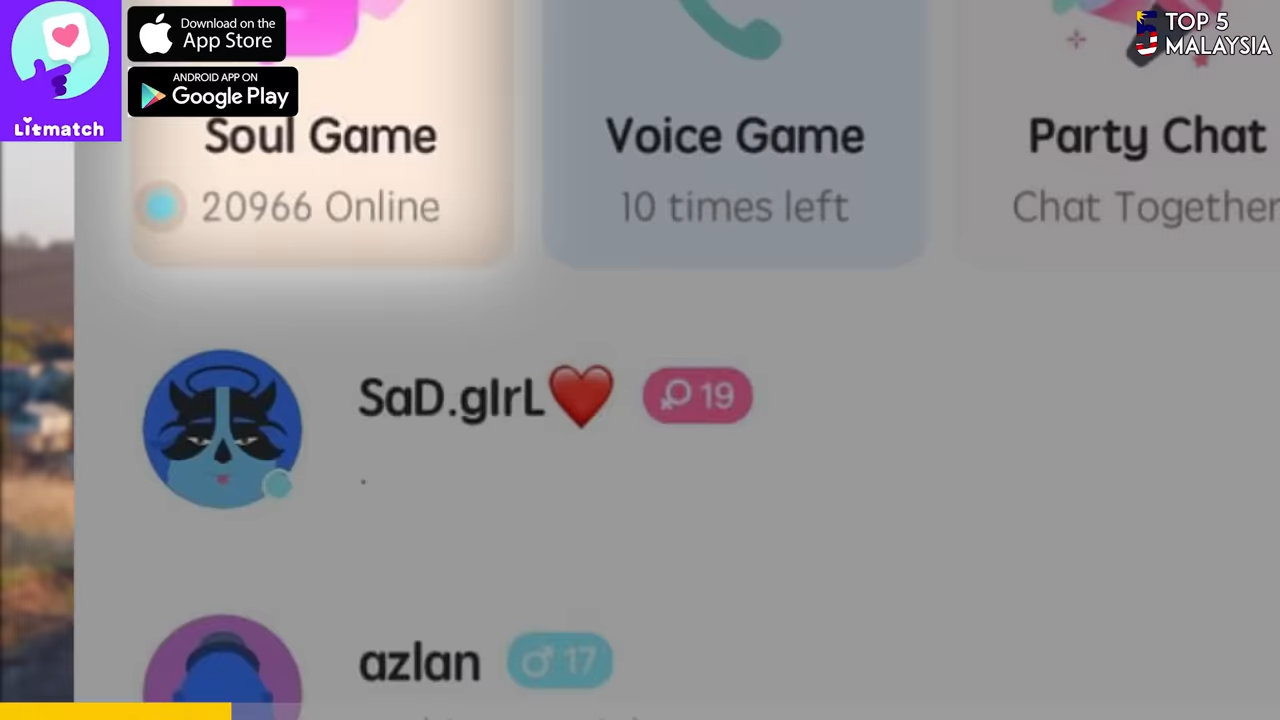 Litmatch
Download on the
App Store
ANDROID APP ON
Google Play
TOP 5
MALAYSIA
Soul Game
20966 Online
Voice Game
10 times left
Party Chat
Chat Together
SaD.gIrL❤️ 19
.
azlan 17